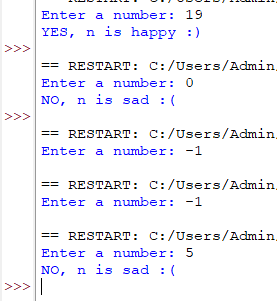 Enter a number: 19
YES, n is happy :)
>>>
== RESTART: C:/Users/Admin
Enter a number: 0
NO, n is sad :(
>>>
== RESTART: C:/Users/Admin
Enter a number: -1

== RESTART: C:/Users/Admin
Enter a number: -1

== RESTART: C:/Users/Admin
Enter a number: 5
NO, n is sad :(
>>>